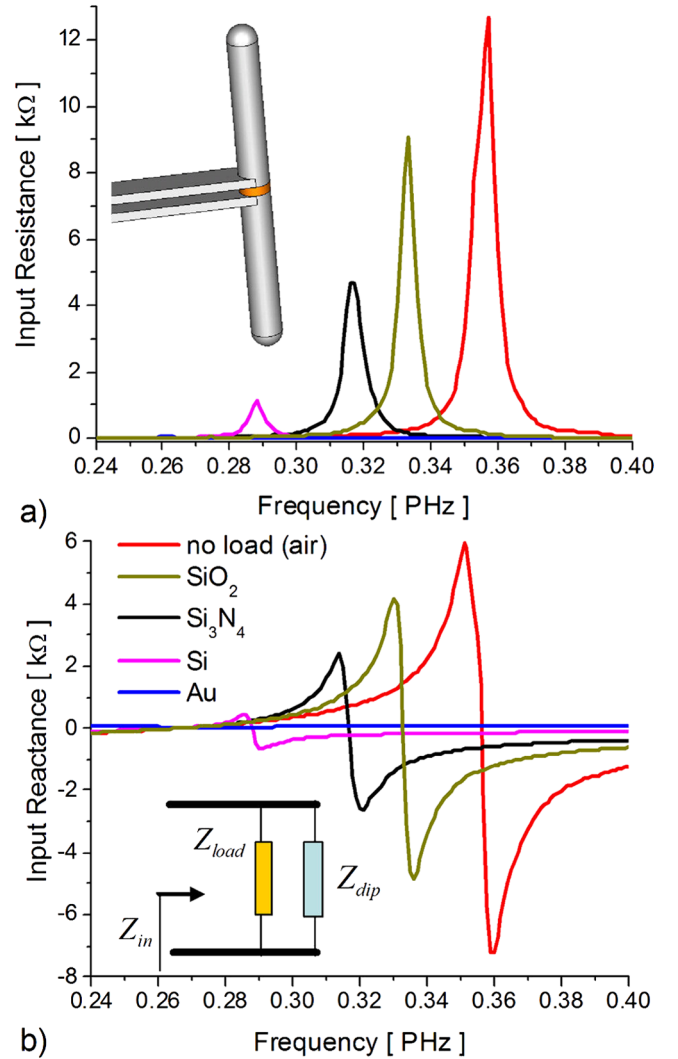 12
10
8
6
4
2
0
Input Resistance [ kΩ ]
0.24 0.26 0.28 0.30 0.32 0.34 0.36 0.38 0.40
Frequency [ PHz ]
a)
6
4
2
0
-2
-4
-6
-8
Input Reactance [ kΩ ]
no load (air)
SiO₂
Si₃N₄
Si
Au
Z_load
Z_dip
Z_in
0.24 0.26 0.28 0.30 0.32 0.34 0.36 0.38 0.40
Frequency [ PHz ]
b)